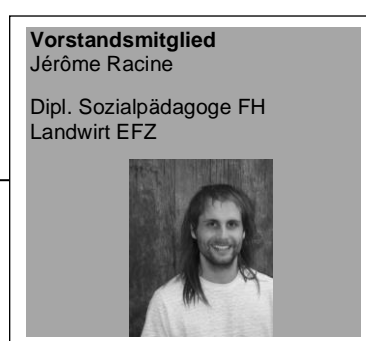 Vorstandsmitglied
Jérôme Racine
Dipl. Sozialpädagoge FH
Landwirt EFZ